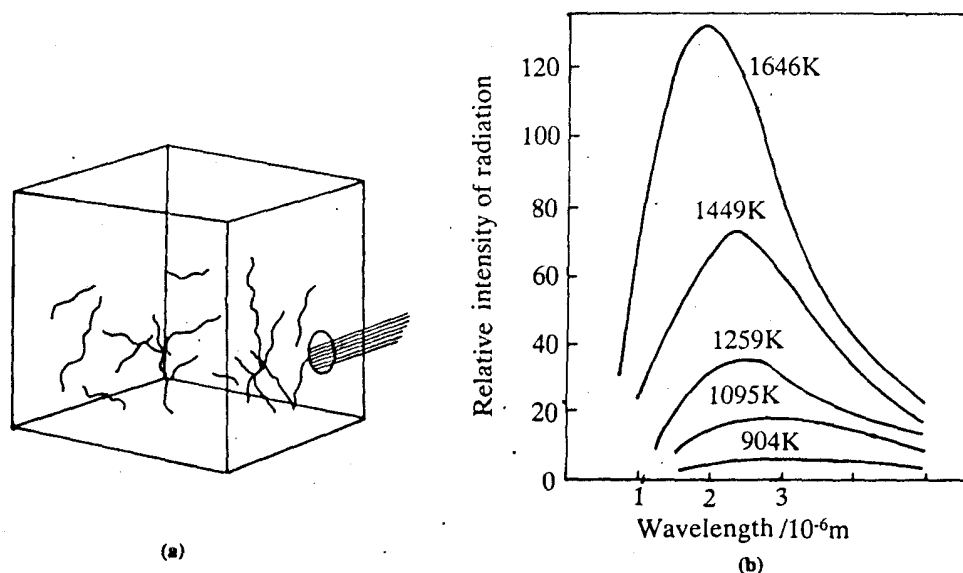 Relative intensity of radiation
120
100
80
60
40
20
0
1646K
1449K
1259K
1095K
904K
1
2
3
Wavelength /10⁻⁶m
(a)
(b)